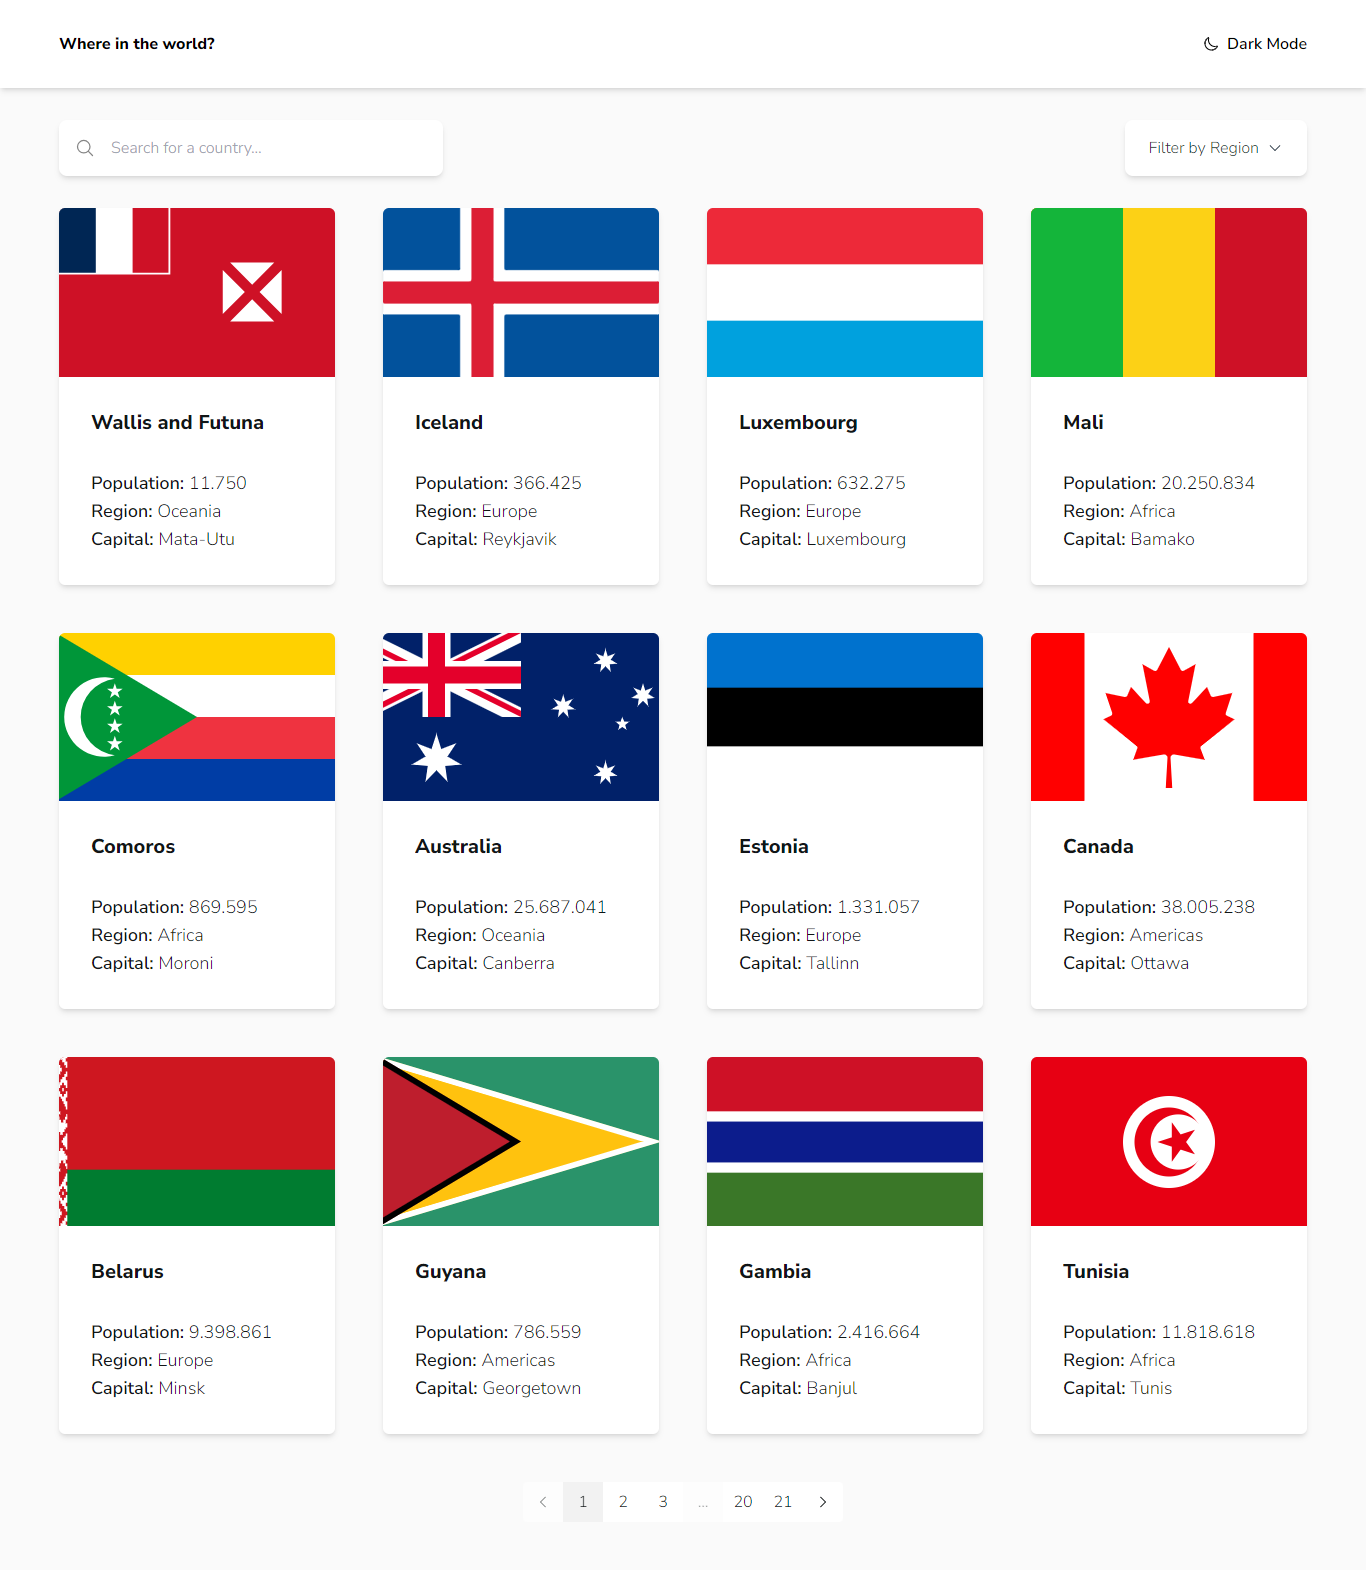 Where in the world?
Dark Mode
Search for a country...
Filter by Region
Wallis and Futuna
Population: 11.750
Region: Oceania
Capital: Mata-Utu
Iceland
Population: 366.425
Region: Europe
Capital: Reykjavik
Luxembourg
Population: 632.275
Region: Europe
Capital: Luxembourg
Mali
Population: 20.250.834
Region: Africa
Capital: Bamako
Comoros
Population: 869.595
Region: Africa
Capital: Moroni
Australia
Population: 25.687.041
Region: Oceania
Capital: Canberra
Estonia
Population: 1.331.057
Region: Europe
Capital: Tallinn
Canada
Population: 38.005.238
Region: Americas
Capital: Ottawa
Belarus
Population: 9.398.861
Region: Europe
Capital: Minsk
Guyana
Population: 786.559
Region: Americas
Capital: Georgetown
Gambia
Population: 2.416.664
Region: Africa
Capital: Banjul
Tunisia
Population: 11.818.618
Region: Africa
Capital: Tunis
1 2 3 ... 20 21